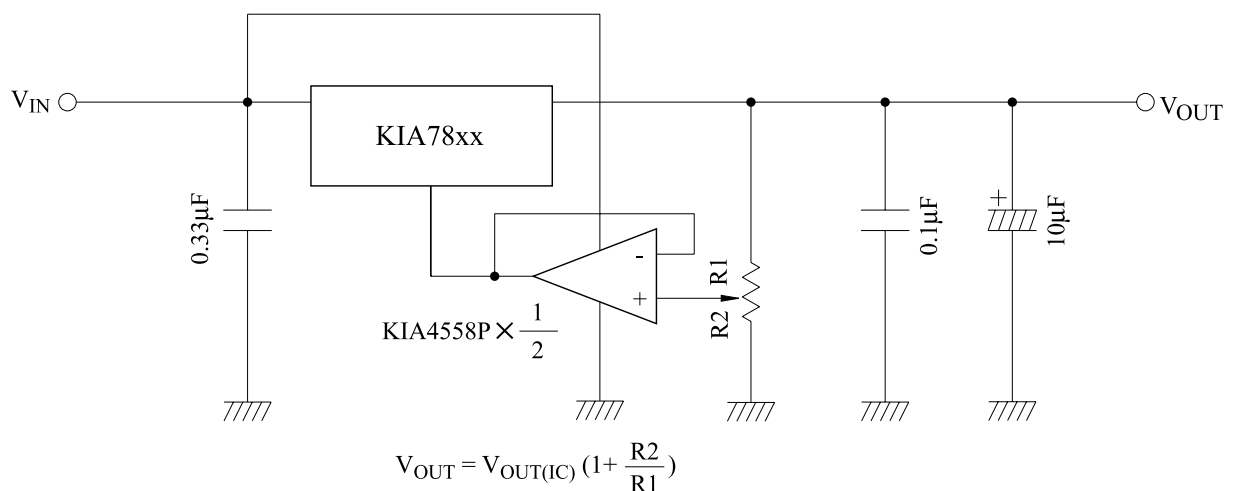 VIN
KIA78xx
VOUT
0.33µF
-
+
R1
R2
0.1µF
+
10µF
KIA4558P × 1/2
VOUT = VOUT(IC) (1+ R2/R1)